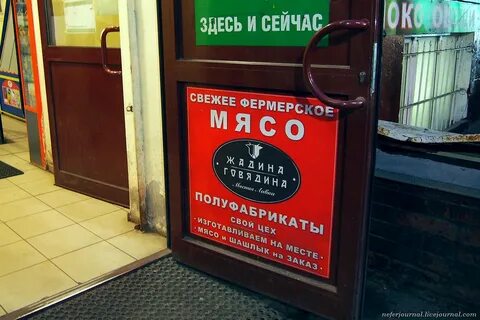 ЗДЕСЬ И СЕЙЧАС
ОКО
СВЕЖЕЕ ФЕРМЕРСКОЕ
МЯСО
ЖАДИНА
ГОВЯДИНА
ПОЛУФАБРИКАТЫ
СВОЙ ЦЕХ
- ИЗГОТАВЛИВАЕМ НА МЕСТЕ -
- МЯСО и ШАШЛЫК на ЗАКАЗ -
neferjournal.livejournal.com